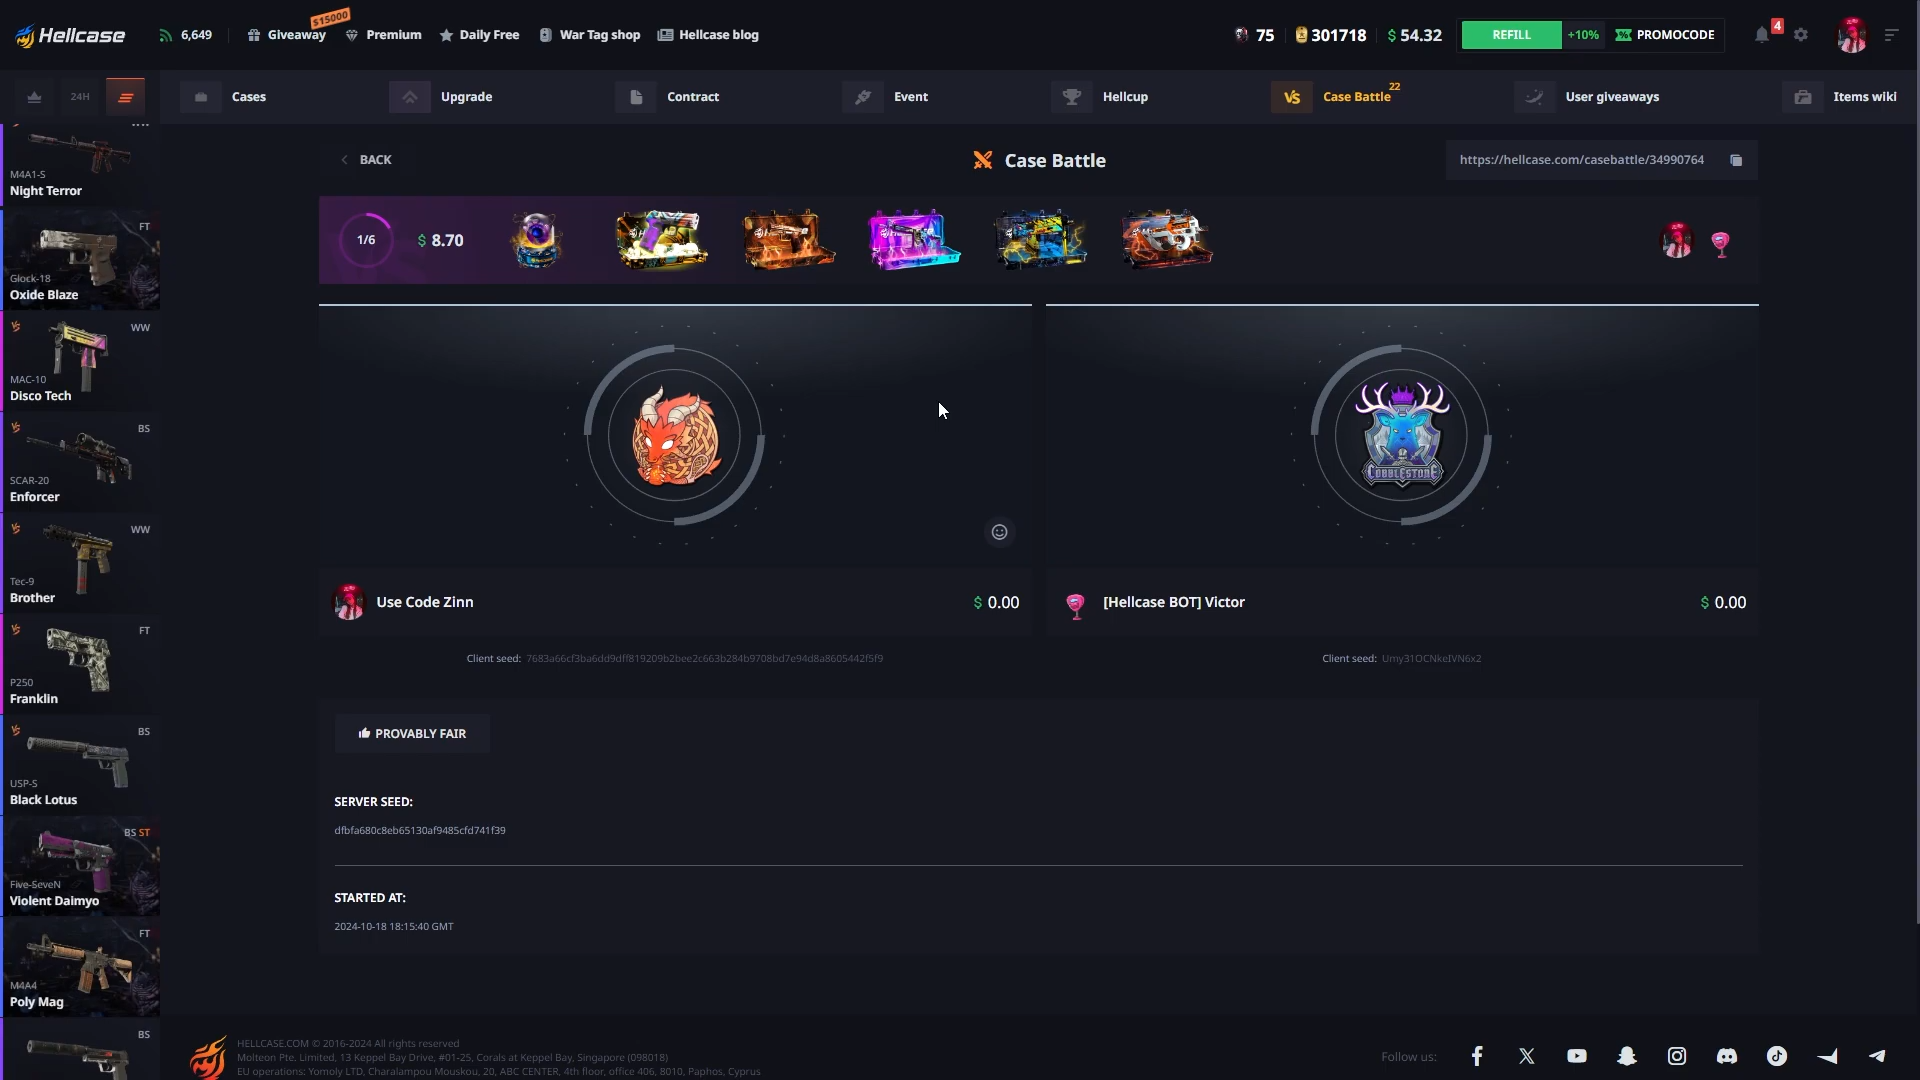 Hellcase
6,649
Giveaway
$15000
Premium
Daily Free
War Tag shop
Hellcase blog
75
301718
$ 54.32
REFILL
+10%
PROMOCODE
4
24H
Cases
Upgrade
Contract
Event
Hellcup
VS
Case Battle
22
User giveaways
Items wiki
M4A1-S
Night Terror
FT
Glock-18
Oxide Blaze
WW
MAC-10
Disco Tech
BS
SCAR-20
Enforcer
WW
Tec-9
Brother
FT
P250
Franklin
BS
USP-S
Black Lotus
BS ST
Five-SeveN
Violent Daimyo
FT
M4A4
Poly Mag
BS
BACK
Case Battle
https://hellcase.com/casebattle/34990764
1/6
$ 8.70
COBBLESTONE
Use Code Zinn
$ 0.00
[Hellcase BOT] Victor
$ 0.00
Client seed: 7683a66cf3ba6dd9dff819209b2bee2c663b284b9708bd7e94d8a8605442f5f9
Client seed: Umy31OCNkeIVN6x2
PROVABLY FAIR
SERVER SEED:
dfbfa680c8eb65130af9485cfd741f39
STARTED AT:
2024-10-18 18:15:40 GMT
HELLCASE.COM © 2016-2024 All rights reserved
Molteon Pte. Limited, 13 Keppel Bay Drive, #01-25, Corals at Keppel Bay, Singapore (098018)
EU operations: Yomoly LTD, Charalampou Mouskou, 20, ABC CENTER, 4th floor, office 406, 8010, Paphos, Cyprus
Follow us: